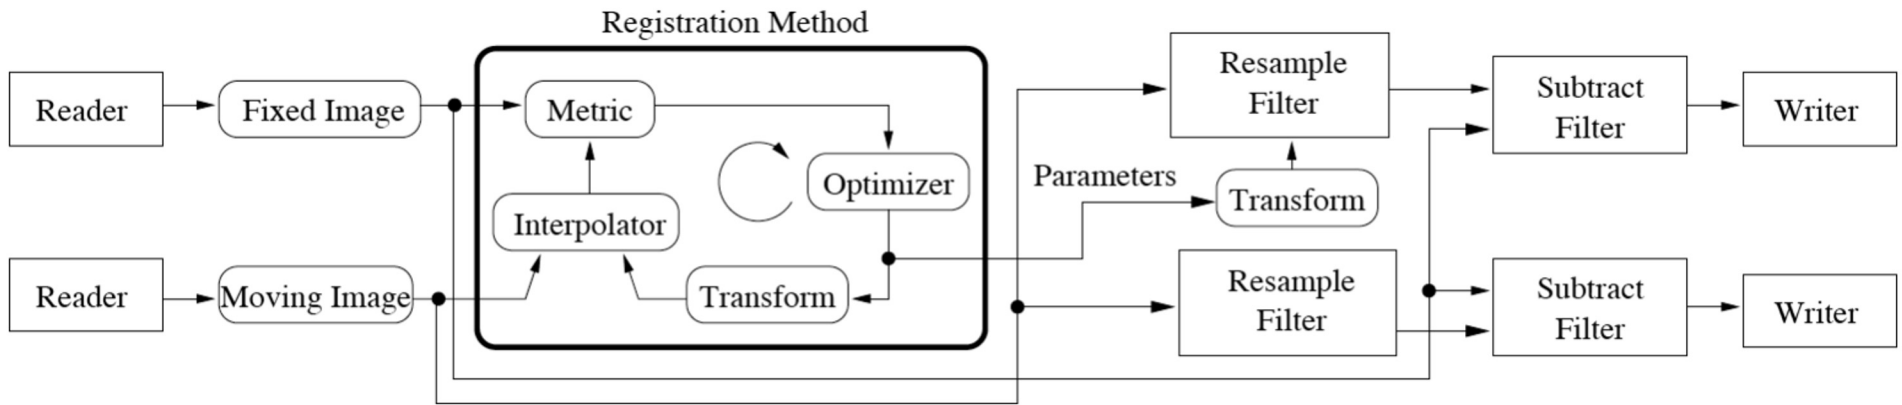 Registration Method
Reader
Fixed Image
Metric
Optimizer
Interpolator
Reader
Moving Image
Transform
Parameters
Resample
Filter
Transform
Subtract
Filter
Writer
Resample
Filter
Subtract
Filter
Writer